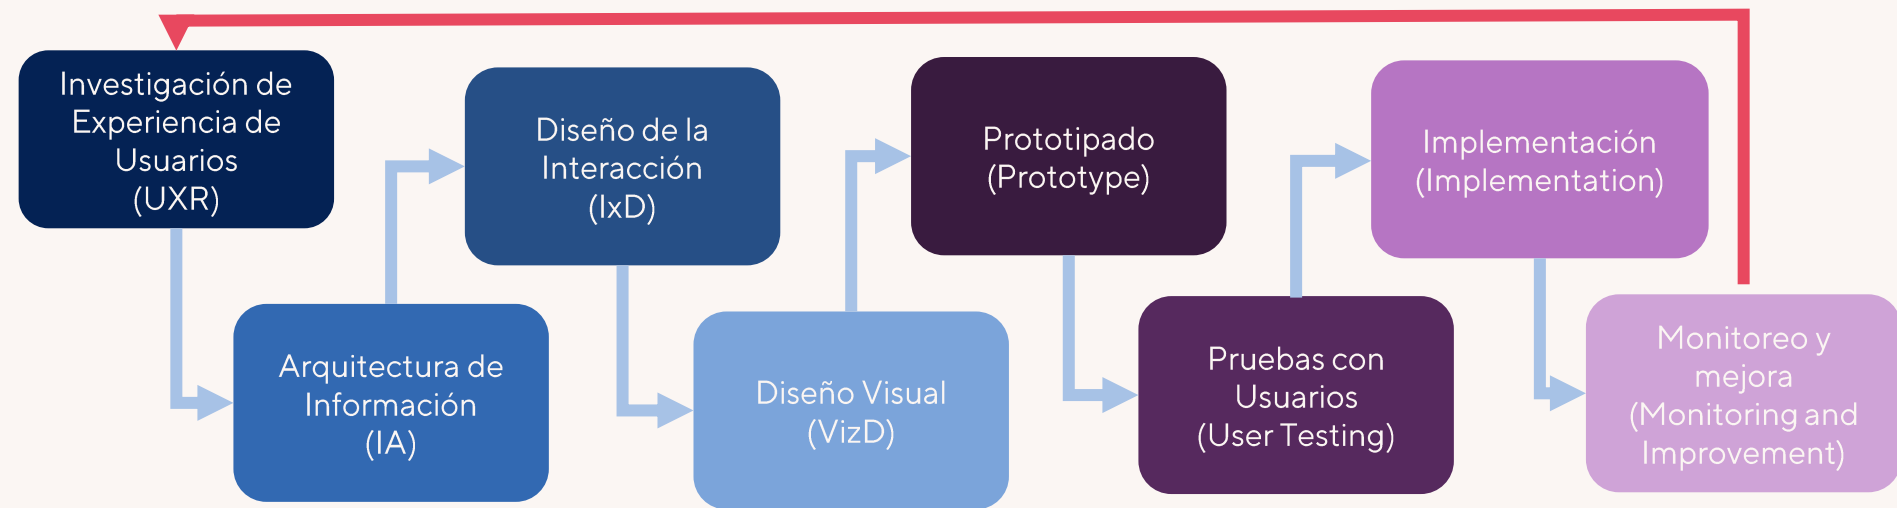 Investigación de
Experiencia de
Usuarios
(UXR)
Arquitectura de
Información
(IA)
Diseño de la
Interacción
(IxD)
Diseño Visual
(VizD)
Prototipado
(Prototype)
Pruebas con
Usuarios
(User Testing)
Implementación
(Implementation)
Monitoreo y
mejora
(Monitoring and
Improvement)